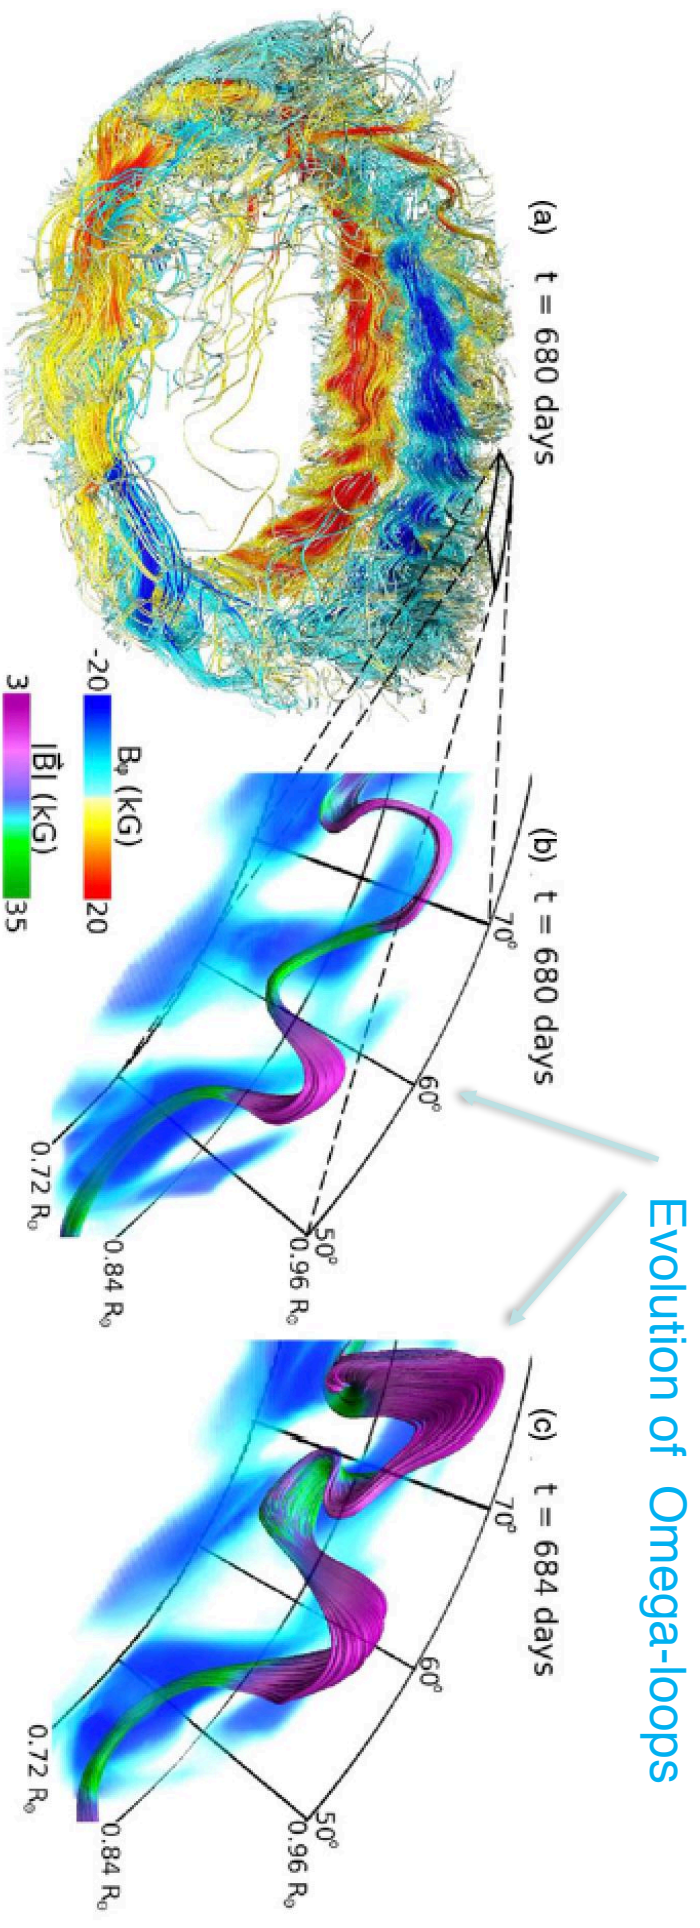 Evolution of Omega-loops
(a) t = 680 days
(b) t = 680 days
(c) t = 684 days
70°
60°
50°
0.96 R⊙
0.84 R⊙
0.72 R⊙
70°
60°
50°
0.96 R⊙
0.84 R⊙
0.72 R⊙
Bφ (kG)
-20 20
|B⃗| (kG)
3 35